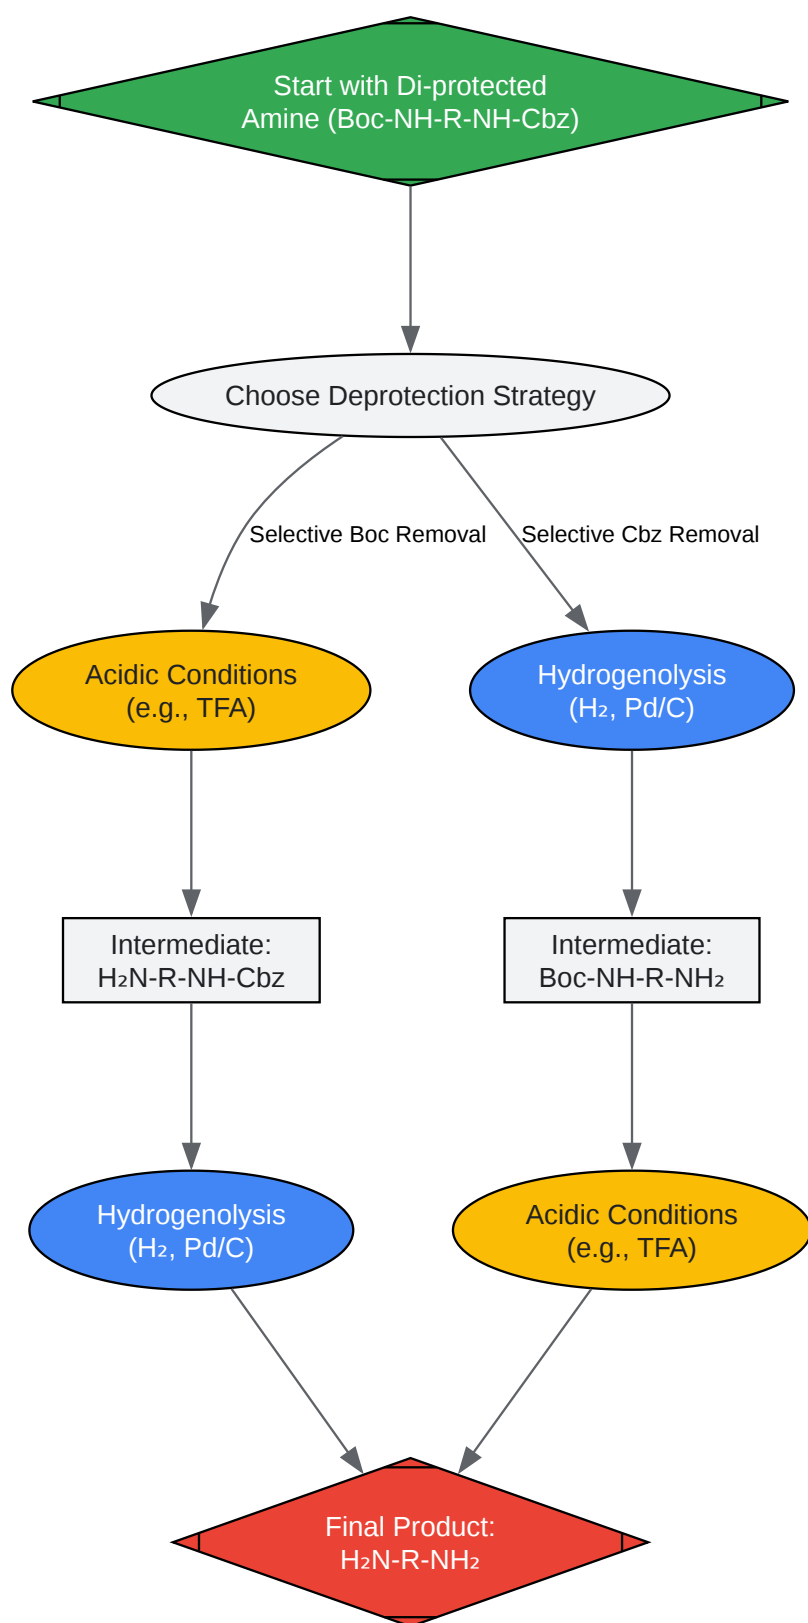 Start with Di-protected
Amine (Boc-NH-R-NH-Cbz)
Choose Deprotection Strategy
Selective Boc Removal
Selective Cbz Removal
Acidic Conditions
(e.g., TFA)
Hydrogenolysis
(H₂, Pd/C)
Intermediate:
H₂N-R-NH-Cbz
Intermediate:
Boc-NH-R-NH₂
Hydrogenolysis
(H₂, Pd/C)
Acidic Conditions
(e.g., TFA)
Final Product:
H₂N-R-NH₂